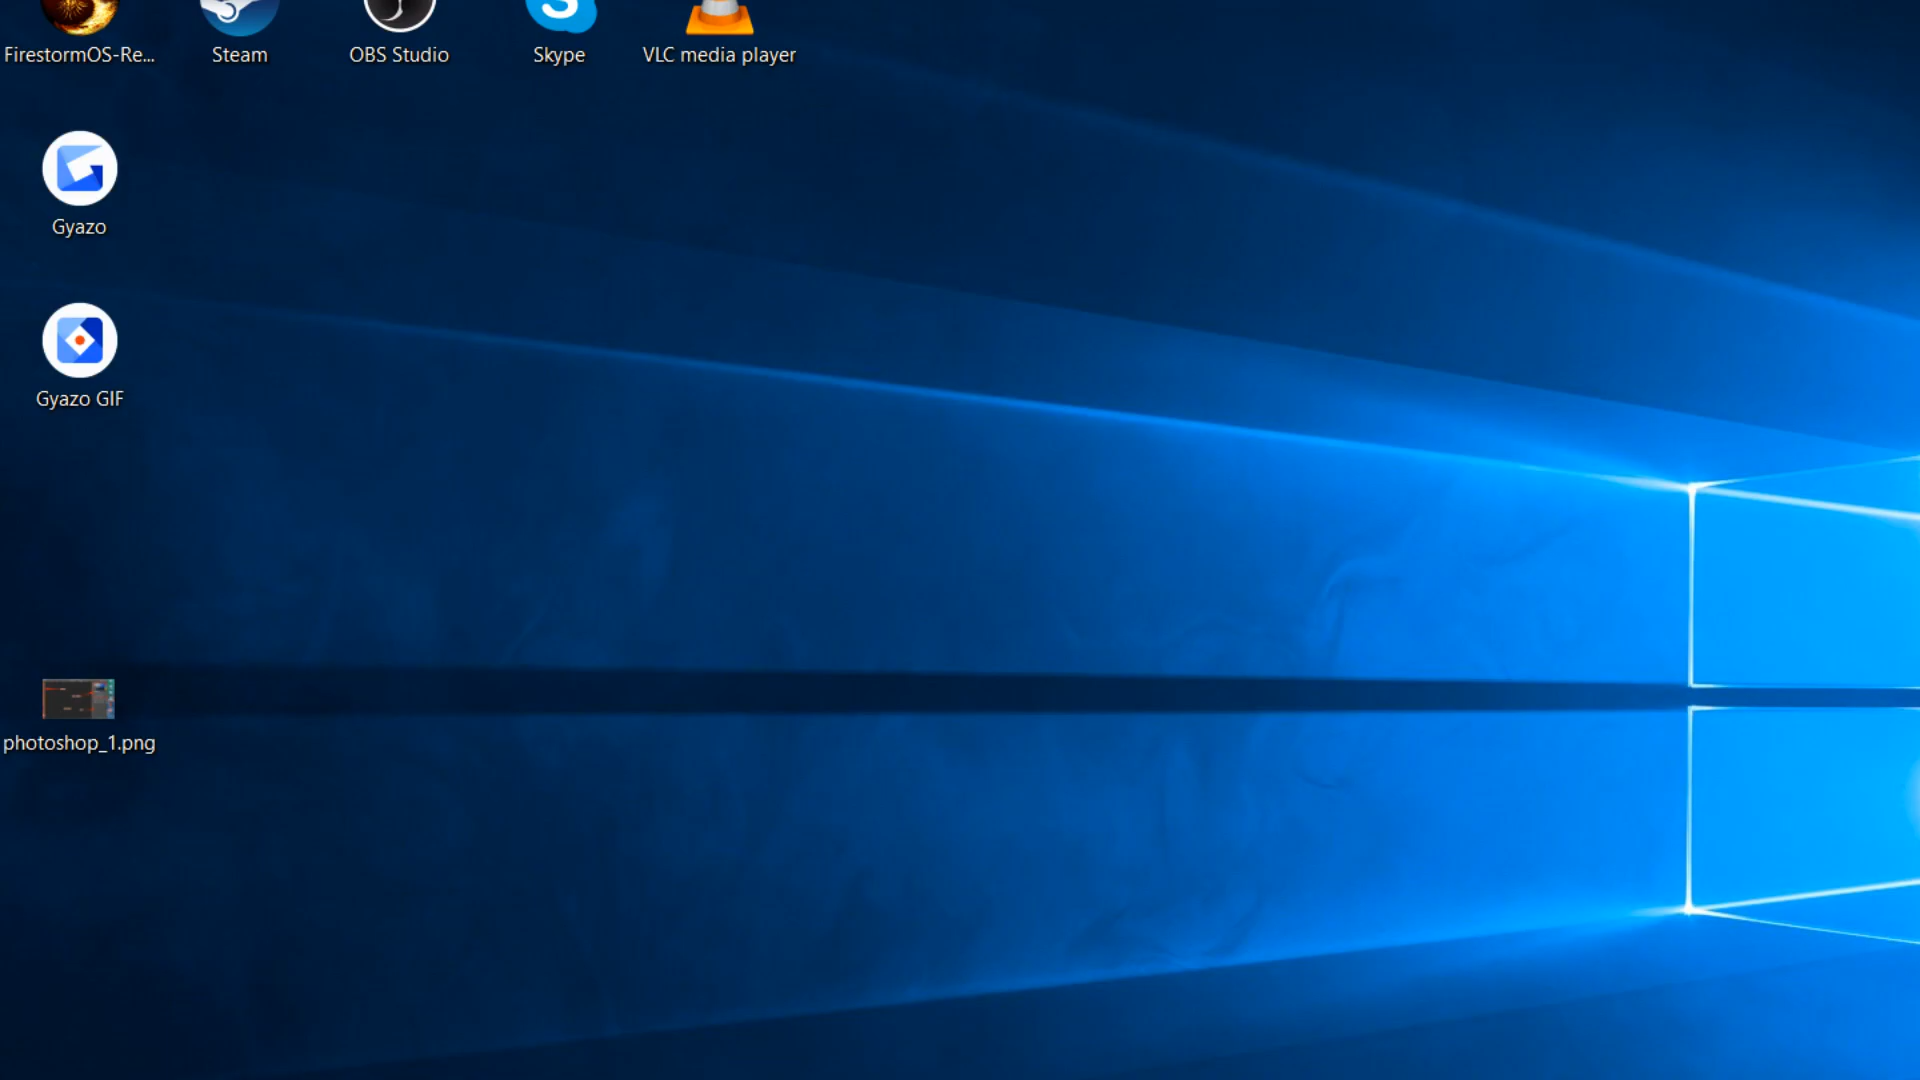 FirestormOS-Re...
Steam
OBS Studio
Skype
VLC media player
Gyazo
Gyazo GIF
photoshop_1.png